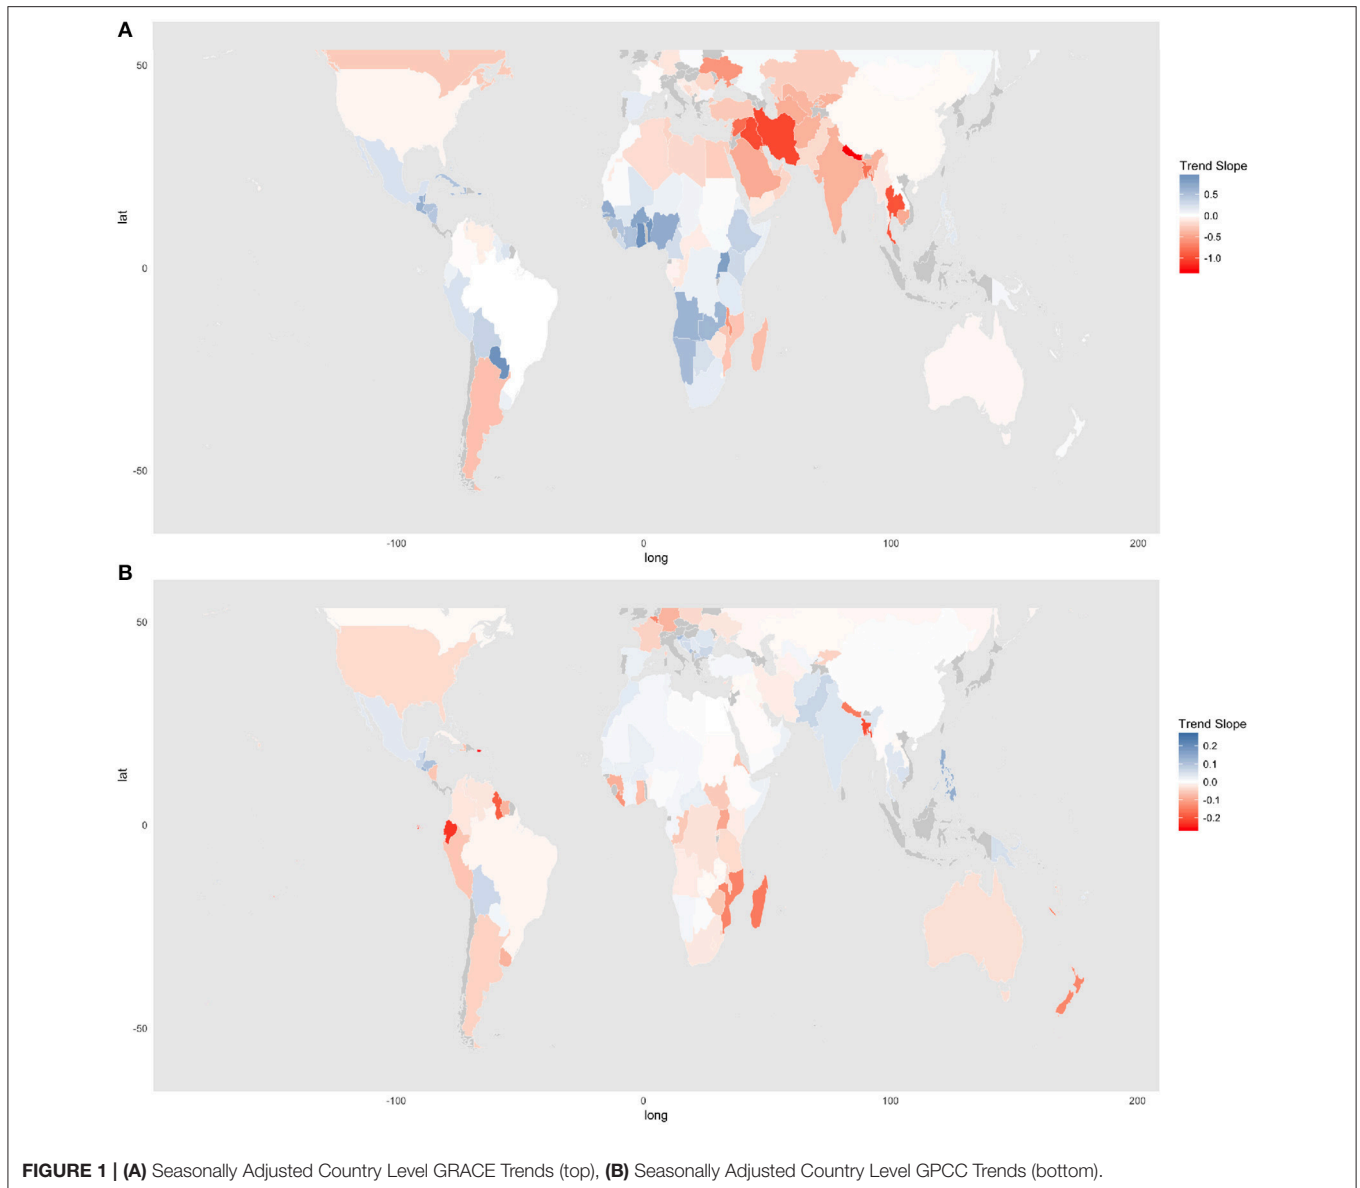 A
50
0
-50
lat
-100
0
100
200
long
Trend Slope
0.5
0.0
-0.5
-1.0
B
50
0
-50
lat
-100
0
100
200
long
Trend Slope
0.2
0.1
0.0
-0.1
-0.2
FIGURE 1 | (A) Seasonally Adjusted Country Level GRACE Trends (top), (B) Seasonally Adjusted Country Level GPCC Trends (bottom).